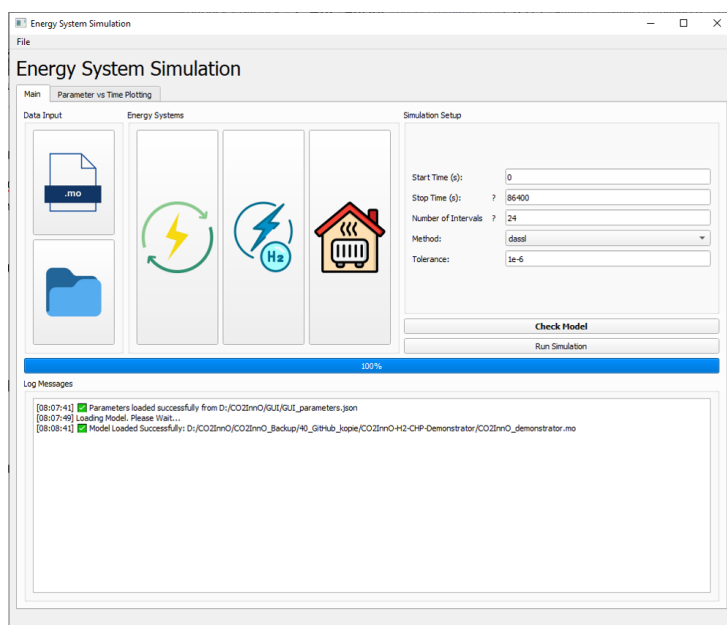 Energy System Simulation
File
Energy System Simulation
Main
Parameter vs Time Plotting
Data Input
Energy Systems
Simulation Setup
.mo
H2
Start Time (s):
0
Stop Time (s):
?
86400
Number of Intervals
?
24
Method:
dassl
Tolerance:
1e-6
Check Model
Run Simulation
100%
Log Messages
[08:07:41] ✅ Parameters loaded successfully from D:/CO2InnO/GUI/GUI_parameters.json
[08:07:49] Loading Model. Please Wait...
[08:08:41] ✅ Model Loaded Successfully: D:/CO2InnO/CO2InnO_Backup/40_GitHub_kopie/CO2InnO-H2-CHP-Demonstrator/CO2InnO_demonstrator.mo